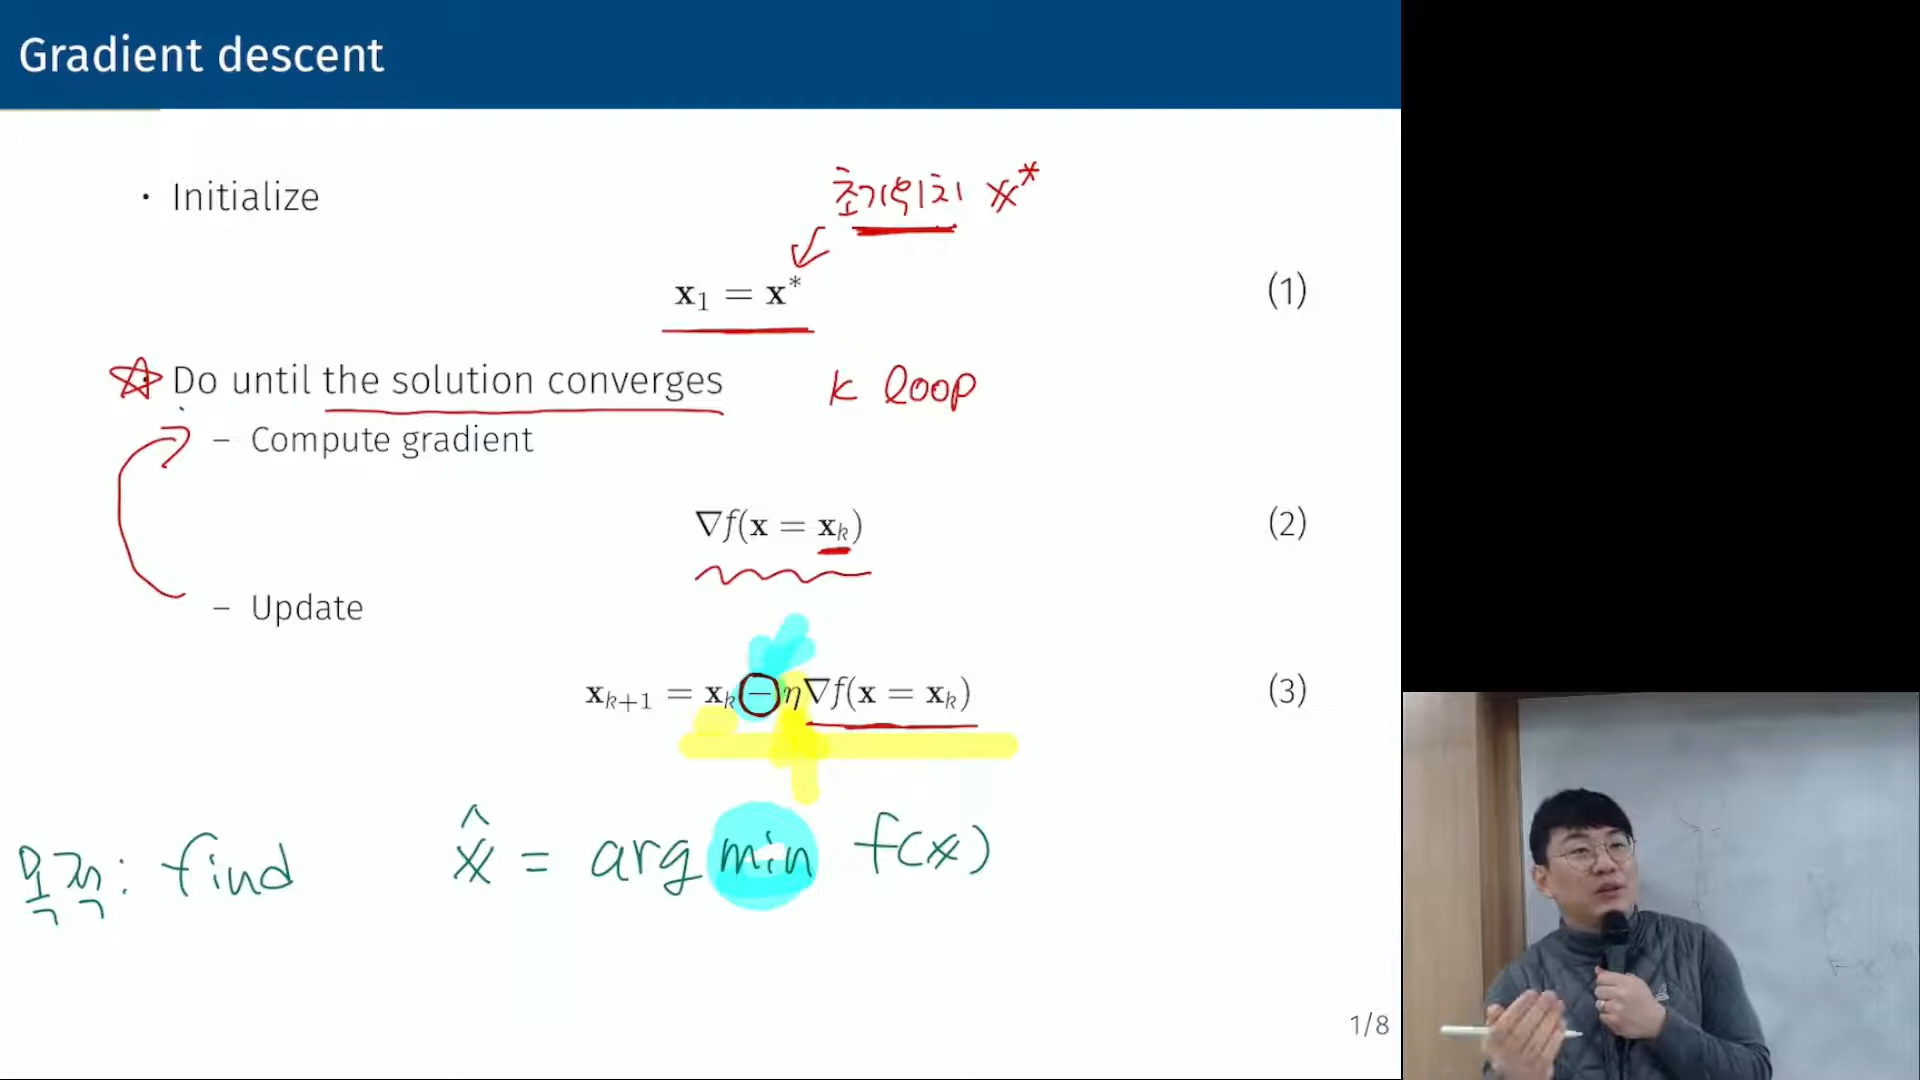 Gradient descent
· Initialize
초기위치 x*
x₁ = x* (1)
☆ Do until the solution converges k loop
– Compute gradient
∇f(x = xₖ) (2)
– Update
xₖ₊₁ = xₖ − η∇f(x = xₖ) (3)
목적: find x̂ = arg min f(x)
1/8